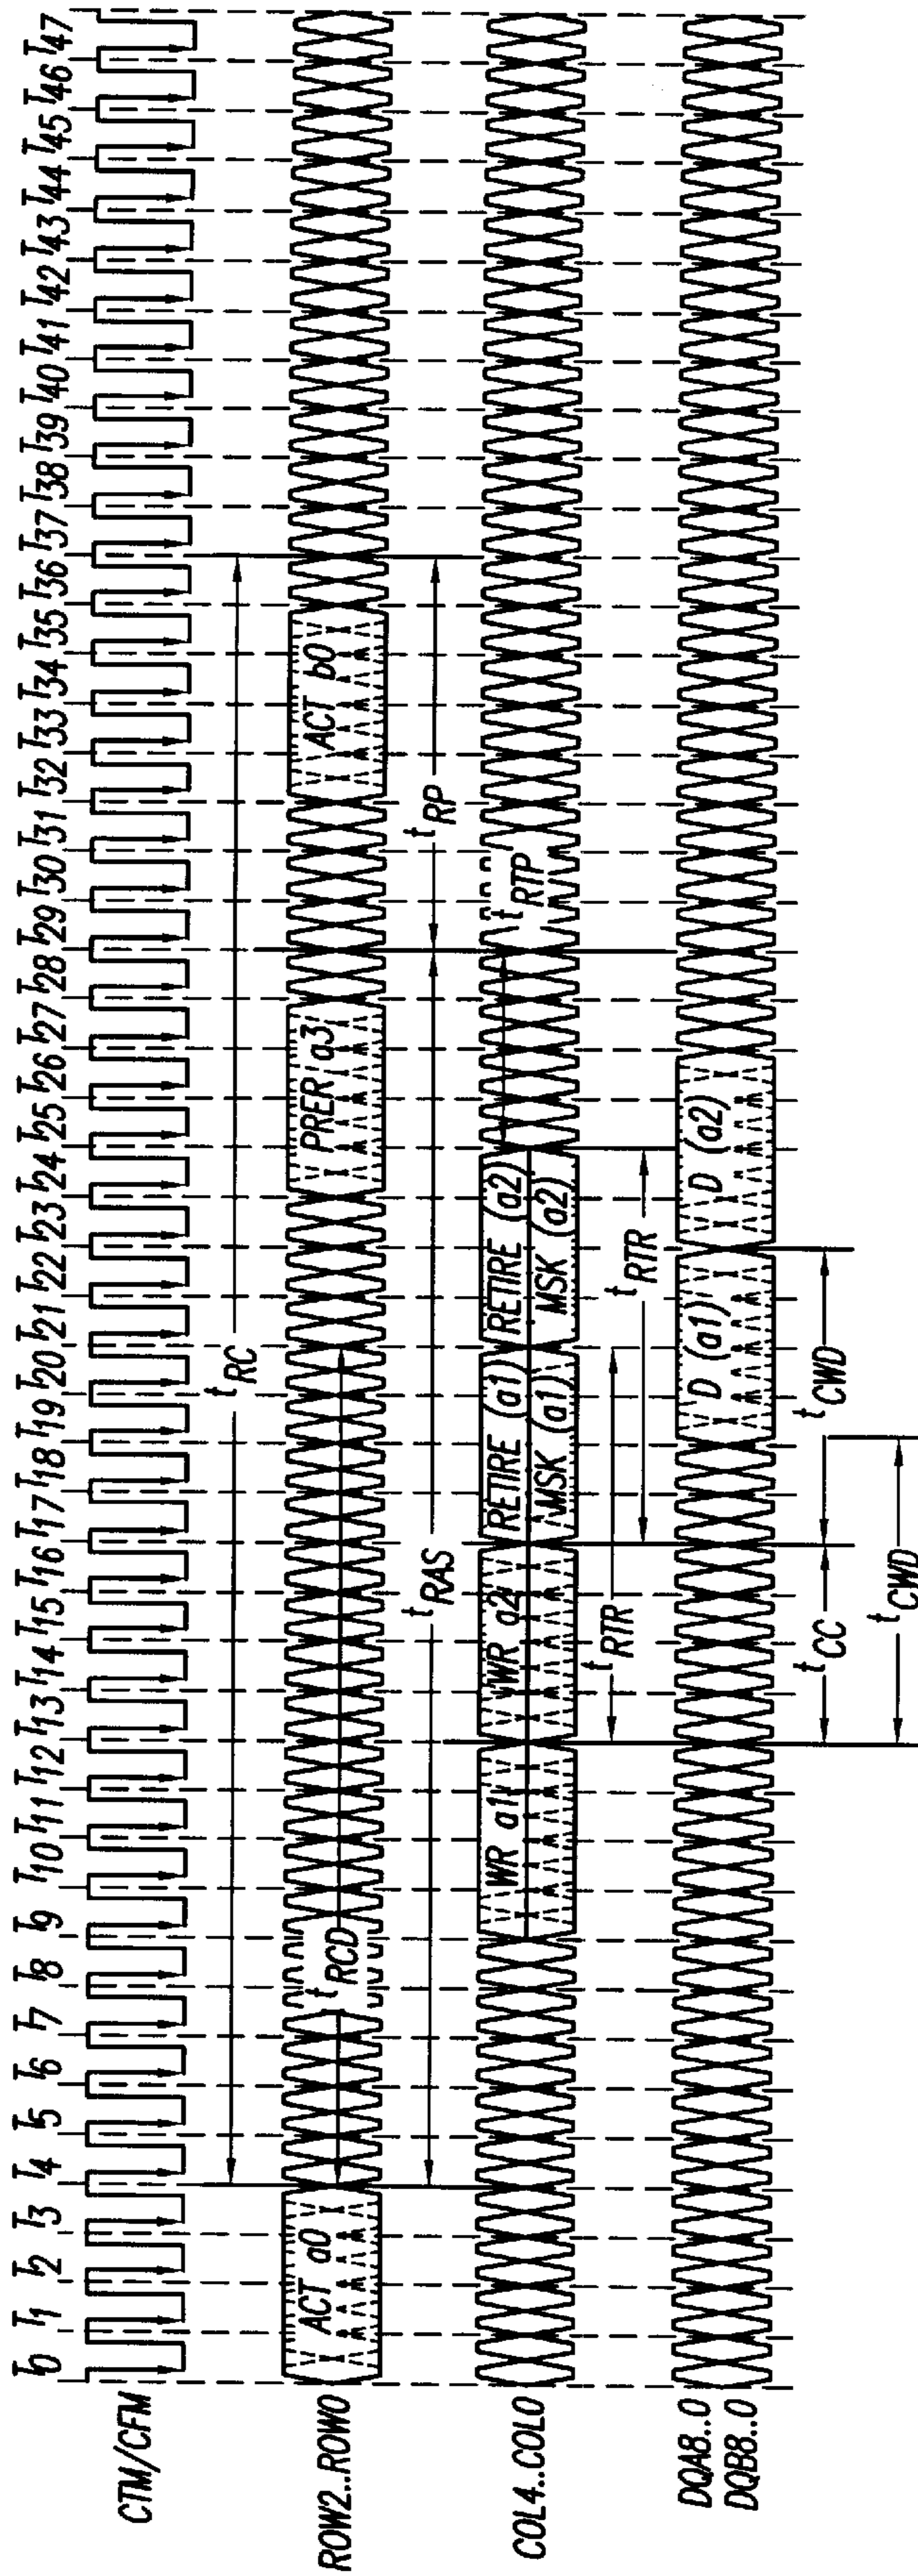 T0 T1 T2 T3 T4 T5 T6 T7 T8 T9 T10 T11 T12 T13 T14 T15 T16 T17 T18 T19 T20 T21 T22 T23 T24 T25 T26 T27 T28 T29 T30 T31 T32 T33 T34 T35 T36 T37 T38 T39 T40 T41 T42 T43 T44 T45 T46 T47
CTM/CFM
tRC
ROW2..ROW0
ACT a0
PRER a3
ACT b0
tRCD
tRAS
tRP
COL4..COL0
WR a1
WR a2
RETIRE (a1)
MSK (a1)
RETIRE (a2)
MSK (a2)
tRTP
tRTR
tRTR
DQA8..0
DQB8..0
D (a1)
D (a2)
tCC
tCWD
tCWD